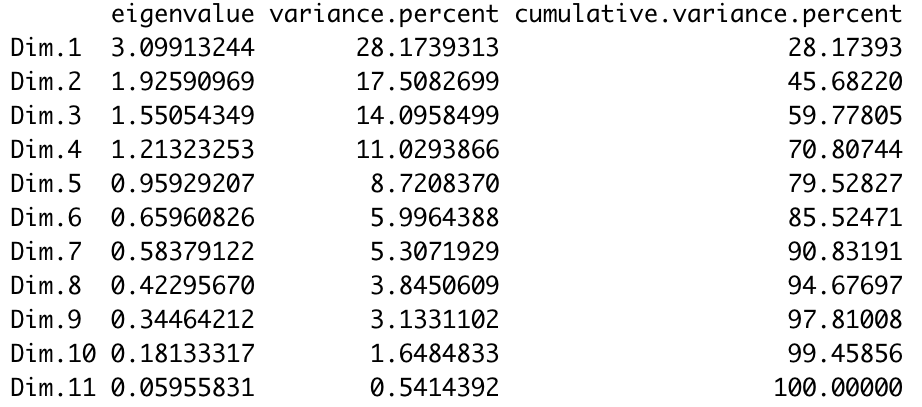 eigenvalue variance.percent cumulative.variance.percent
Dim.1 3.09913244 28.1739313 28.17393
Dim.2 1.92590969 17.5082699 45.68220
Dim.3 1.55054349 14.0958499 59.77805
Dim.4 1.21323253 11.0293866 70.80744
Dim.5 0.95929207 8.7208370 79.52827
Dim.6 0.65960826 5.9964388 85.52471
Dim.7 0.58379122 5.3071929 90.83191
Dim.8 0.42295670 3.8450609 94.67697
Dim.9 0.34464212 3.1331102 97.81008
Dim.10 0.18133317 1.6484833 99.45856
Dim.11 0.05955831 0.5414392 100.00000